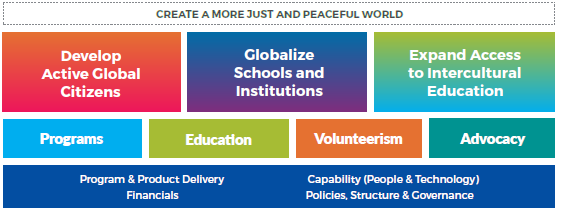 CREATE A MORE JUST AND PEACEFUL WORLD
Develop
Active Global
Citizens
Globalize
Schools and
Institutions
Expand Access
to Intercultural
Education
Programs
Education
Volunteerism
Advocacy
Program & Product Delivery
Financials
Capability (People & Technology)
Policies, Structure & Governance